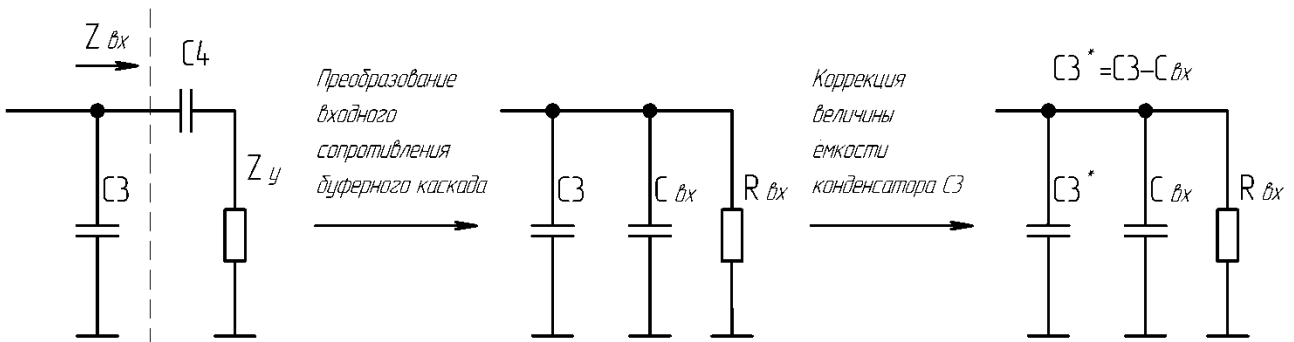 Z вх
C4
Z у
C3
Преобразование
входного
сопротивления
буферного каскада
C3
C вх
R вх
Коррекция
величины
ёмкости
конденсатора C3
C3*=C3-Cвх
C3*
C вх
R вх